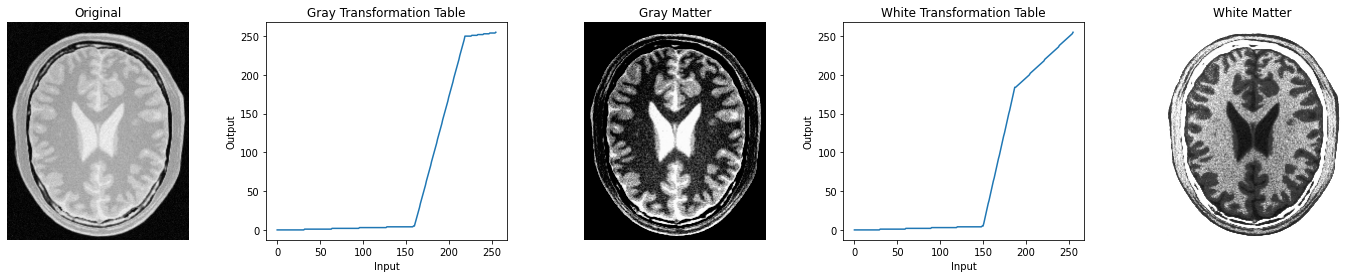 Original
Gray Transformation Table
Gray Matter
White Transformation Table
White Matter
250
200
150
100
50
0
Output
0 50 100 150 200 250
Input
250
200
150
100
50
0
Output
0 50 100 150 200 250
Input